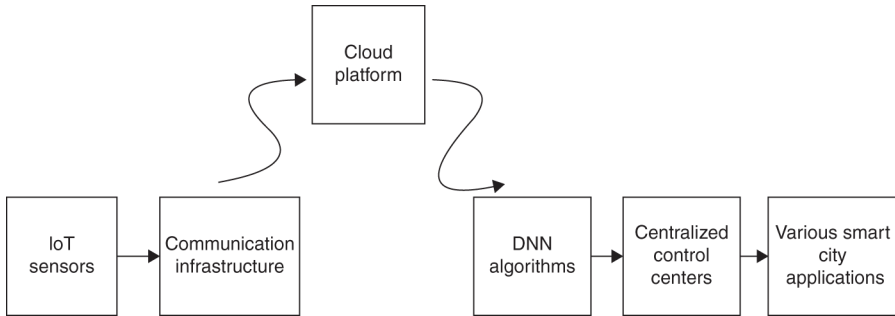 Cloud
platform
IoT
sensors
Communication
infrastructure
DNN
algorithms
Centralized
control
centers
Various smart
city
applications